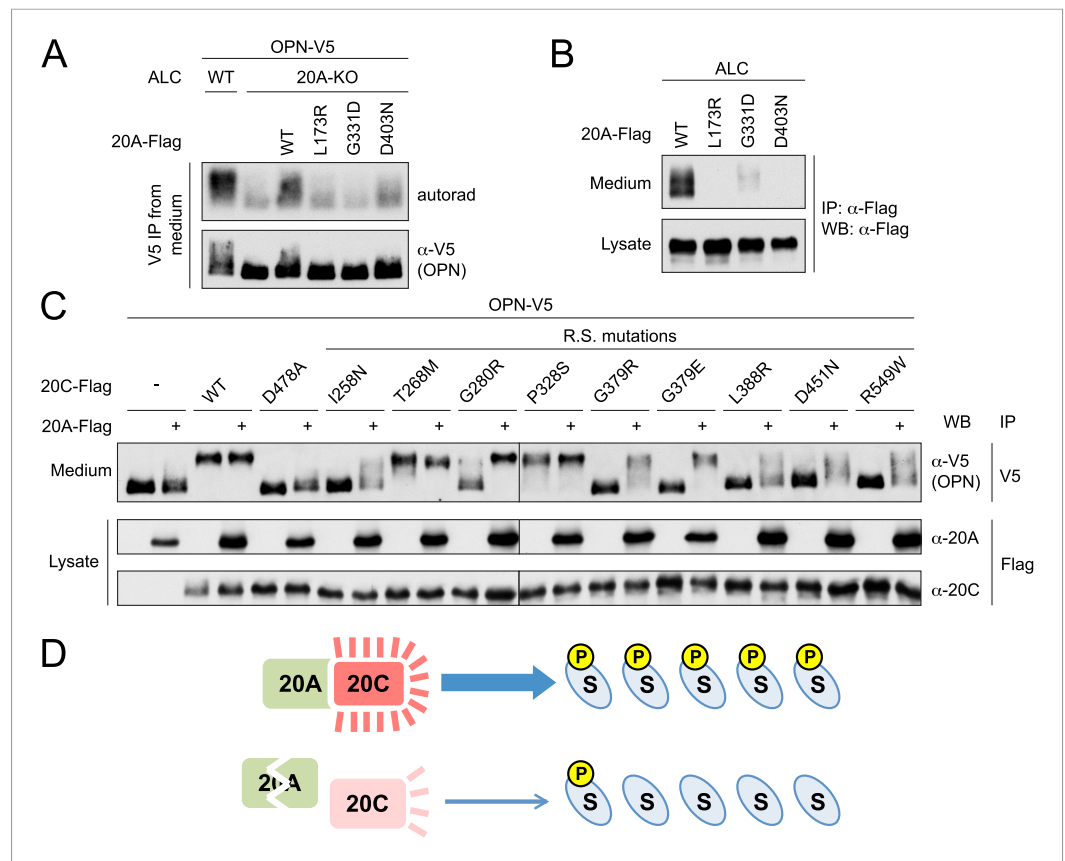 A
OPN-V5
ALC WT 20A-KO
20A-Flag WT L173R G331D D403N
V5 IP from medium
autorad
α-V5
(OPN)
B
ALC
20A-Flag WT L173R G331D D403N
Medium
Lysate
IP: α-Flag
WB: α-Flag
C
OPN-V5
R.S. mutations
20C-Flag - WT D478A I258N T268M G280R P328S G379R G379E L388R D451N R549W
20A-Flag + + + + + + + + + + + + WB IP
Medium
α-V5
(OPN)
V5
Lysate
α-20A
α-20C
Flag
D
20A 20C
P P P P P
S S S S S
20A 20C
P
S S S S S